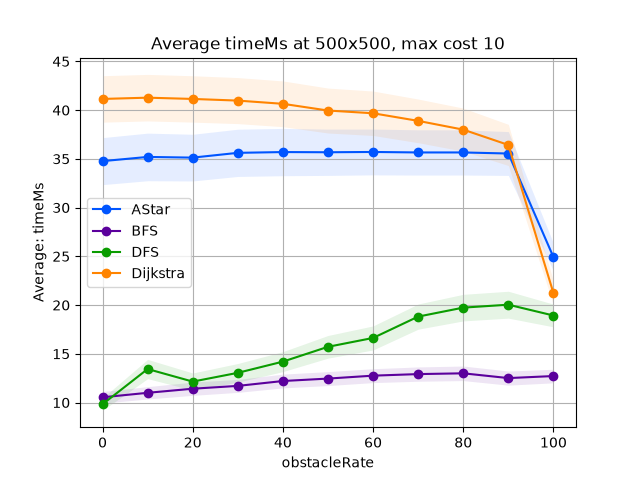 Average timeMs at 500x500, max cost 10
45
40
35
30
25
20
15
10
Average: timeMs
AStar
BFS
DFS
Dijkstra
0
20
40
60
80
100
obstacleRate